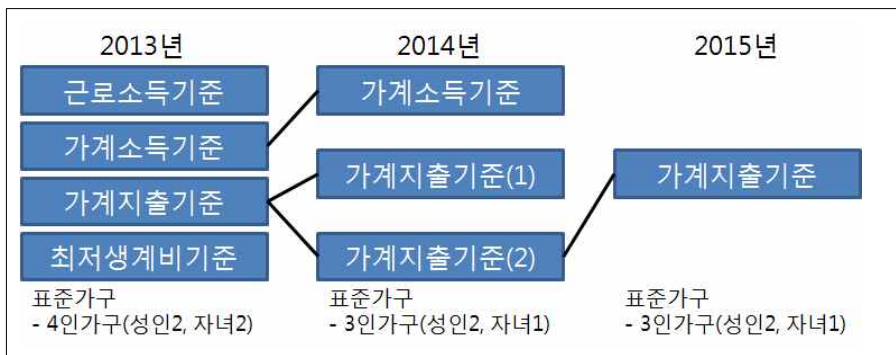 2013년
2014년
2015년
근로소득기준
가계소득기준
가계소득기준
가계지출기준(1)
가계지출기준
가계지출기준
최저생계비기준
가계지출기준(2)
표준가구
- 4인가구(성인2, 자녀2)
표준가구
- 3인가구(성인2, 자녀1)
표준가구
- 3인가구(성인2, 자녀1)